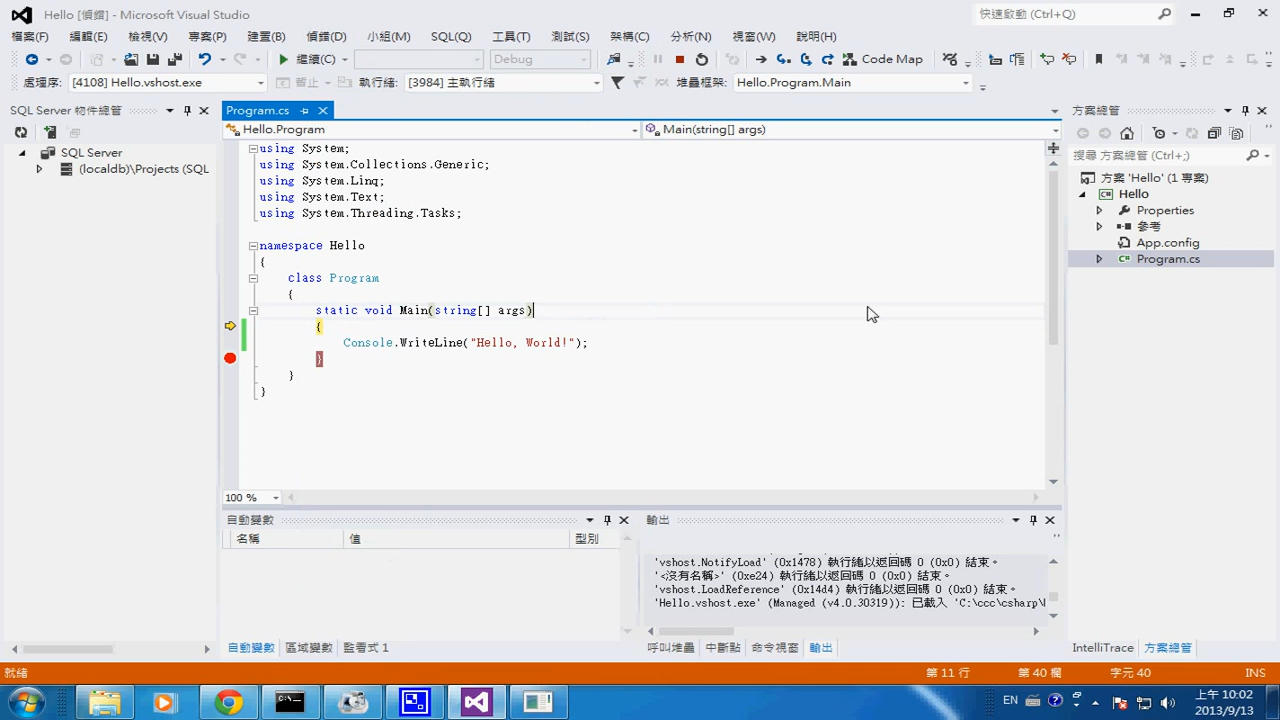 Hello [偵錯] - Microsoft Visual Studio
快速啟動 (Ctrl+Q)
檔案(F) 編輯(E) 檢視(V) 專案(P) 建置(B) 偵錯(D) 小組(M) SQL(Q) 工具(T) 測試(S) 架構(C) 分析(N) 視窗(W) 說明(H)
繼續(C) Debug Code Map
處理序: [4108] Hello.vshost.exe 暫止 執行緒: [3984] 主執行緒 堆疊框架: Hello.Program.Main
SQL Server 物件總管
SQL Server
(localdb)\Projects (SQL
Program.cs
Hello.Program Main(string[] args)
using System;
using System.Collections.Generic;
using System.Linq;
using System.Text;
using System.Threading.Tasks;
namespace Hello
{
class Program
{
static void Main(string[] args)
{
Console.WriteLine("Hello, World!");
}
}
}
100 %
方案總管
搜尋 方案總管 (Ctrl+;)
方案 'Hello' (1 專案)
C# Hello
Properties
參考
App.config
C# Program.cs
自動變數
名稱 值 型別
自動變數 區域變數 監看式 1
輸出
'vshost.NotifyLoad' (0x1478) 執行緒以返回碼 0 (0x0) 結束。
'<沒有名稱>' (0xe24) 執行緒以返回碼 0 (0x0) 結束。
'vshost.LoadReference' (0x14d4) 執行緒以返回碼 0 (0x0) 結束。
'Hello.vshost.exe' (Managed (v4.0.30319)): 已載入 'C:\ccc\csharp\
呼叫堆疊 中斷點 命令視窗 輸出
IntelliTrace 方案總管
就緒 第 11 行 第 40 欄 字元 40 INS
EN
上午 10:02
2013/9/13